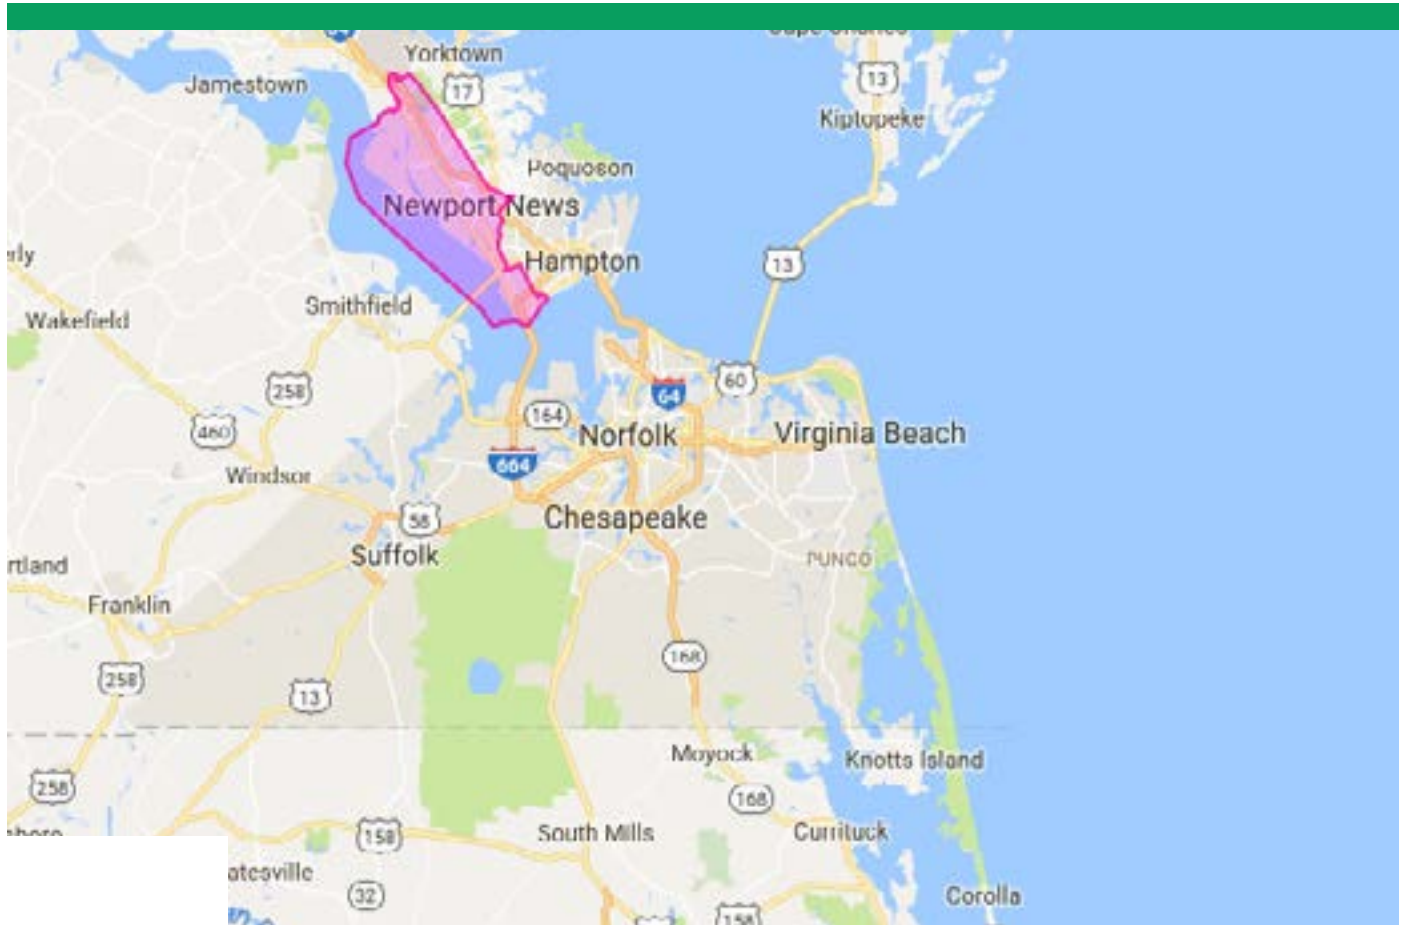 Yorktown
Jamestown
17
13
Kiptopeke
Poquoson
Newport News
Hampton
13
Smithfield
Wakefield
258
60
64
164
460
Norfolk
Virginia Beach
664
Windsor
58
Chesapeake
Suffolk
PUNGO
rtland
Franklin
168
258
13
Moyock
Knotts Island
258
168
158
South Mills
Currituck
atesville
32
Corolla
158